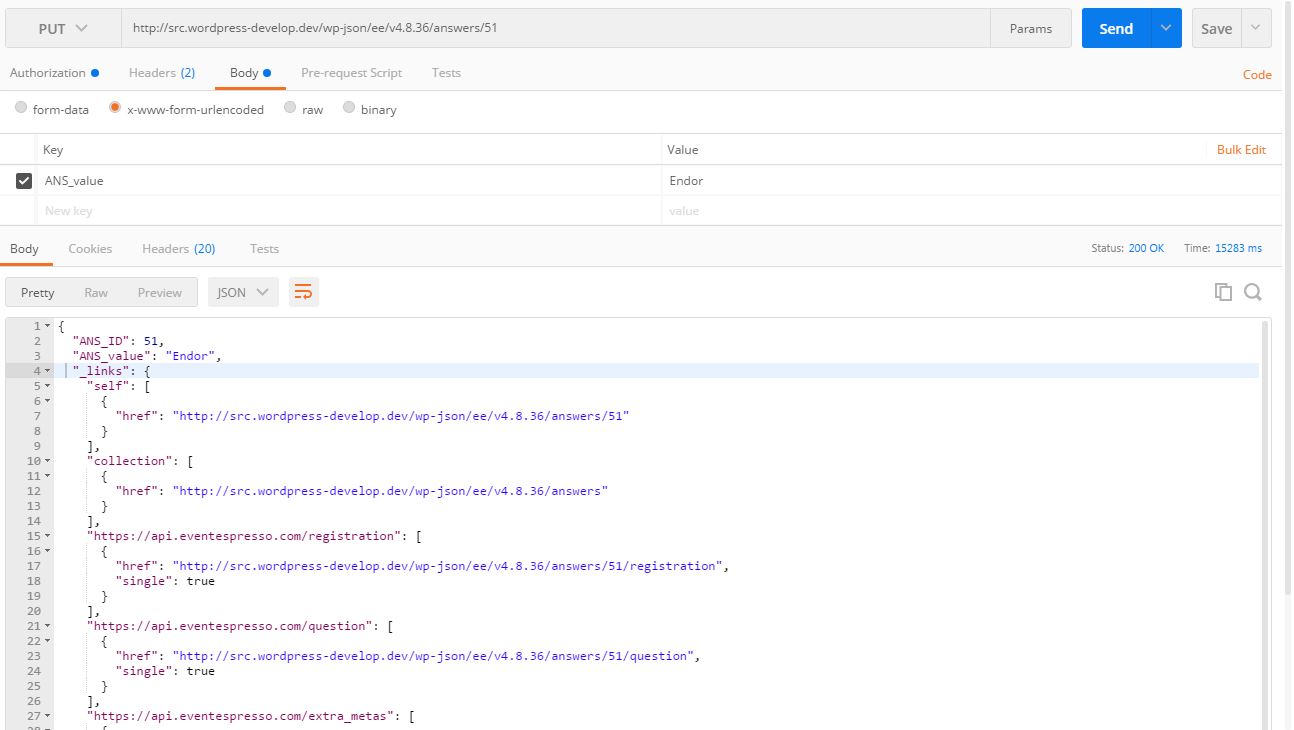 PUT http://src.wordpress-develop.dev/wp-json/ee/v4.8.36/answers/51 Params Send Save
Authorization Headers (2) Body Pre-request Script Tests Code
form-data x-www-form-urlencoded raw binary
Key Value Bulk Edit
ANS_value Endor
New key value
Body Cookies Headers (20) Tests Status: 200 OK Time: 15283 ms
Pretty Raw Preview JSON
1 {
2 "ANS_ID": 51,
3 "ANS_value": "Endor",
4 "_links": {
5 "self": [
6 {
7 "href": "http://src.wordpress-develop.dev/wp-json/ee/v4.8.36/answers/51"
8 }
9 ],
10 "collection": [
11 {
12 "href": "http://src.wordpress-develop.dev/wp-json/ee/v4.8.36/answers"
13 }
14 ],
15 "https://api.eventespresso.com/registration": [
16 {
17 "href": "http://src.wordpress-develop.dev/wp-json/ee/v4.8.36/answers/51/registration",
18 "single": true
19 }
20 ],
21 "https://api.eventespresso.com/question": [
22 {
23 "href": "http://src.wordpress-develop.dev/wp-json/ee/v4.8.36/answers/51/question",
24 "single": true
25 }
26 ],
27 "https://api.eventespresso.com/extra_metas": [